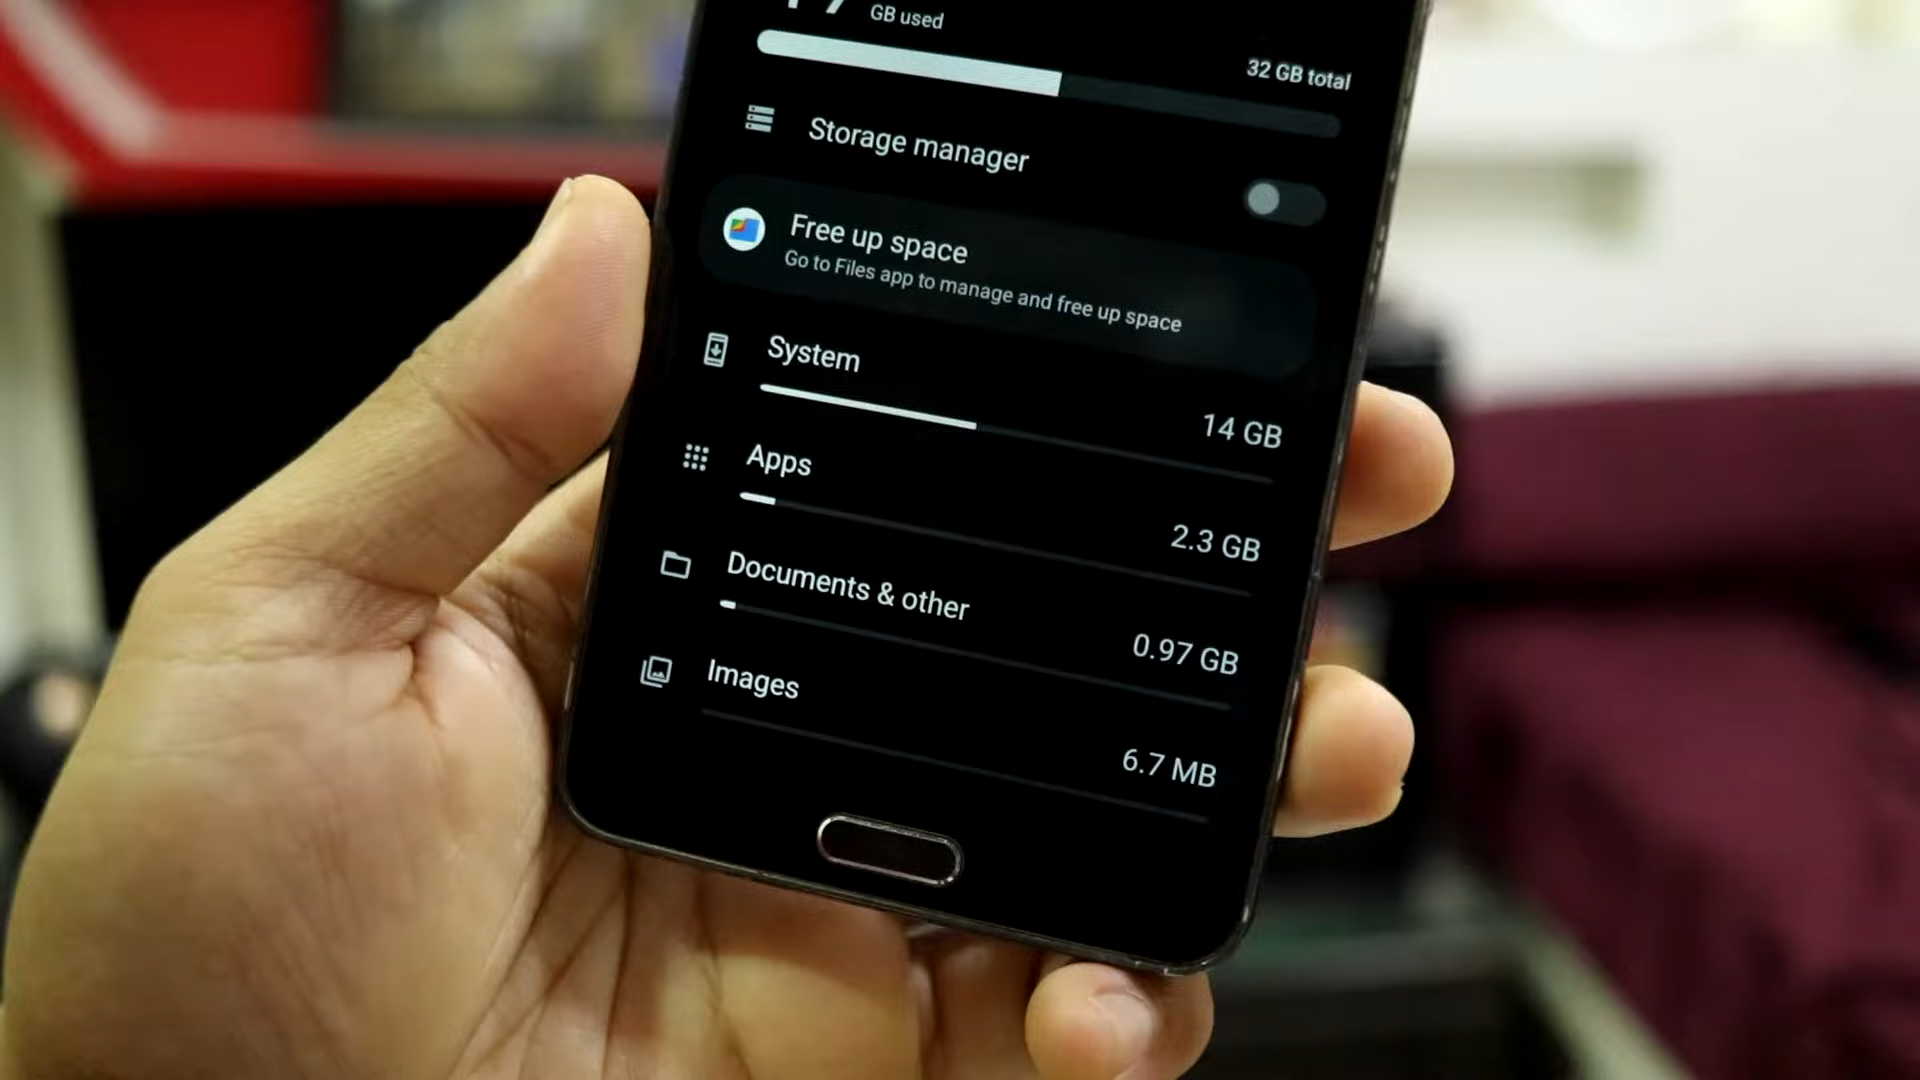 GB used
32 GB total
Storage manager
Free up space
Go to Files app to manage and free up space
System
14 GB
Apps
2.3 GB
Documents & other
0.97 GB
Images
6.7 MB